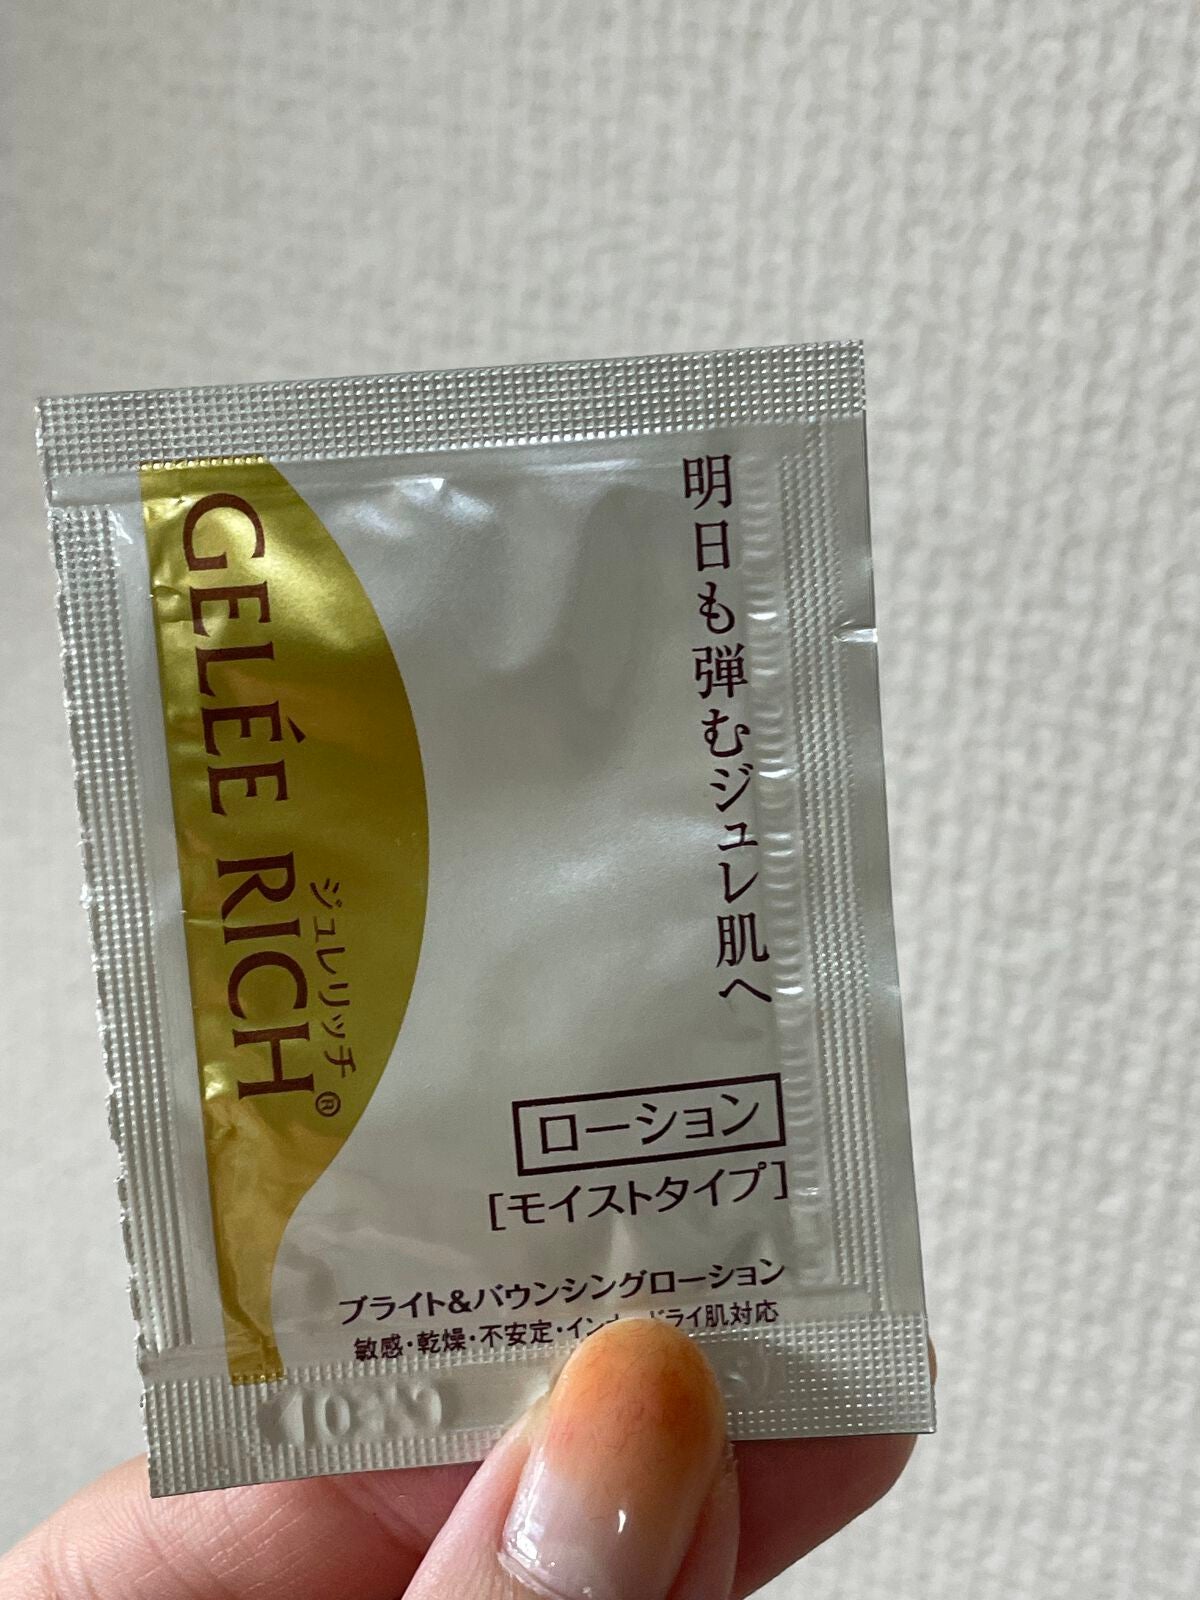 明日も弾むジュレ肌へ
GELÉE RICH®
ジュレリッチ
ローション
[モイストタイプ]
ブライト&バウンシングローション
敏感・乾燥・不安定・インナードライ肌対応